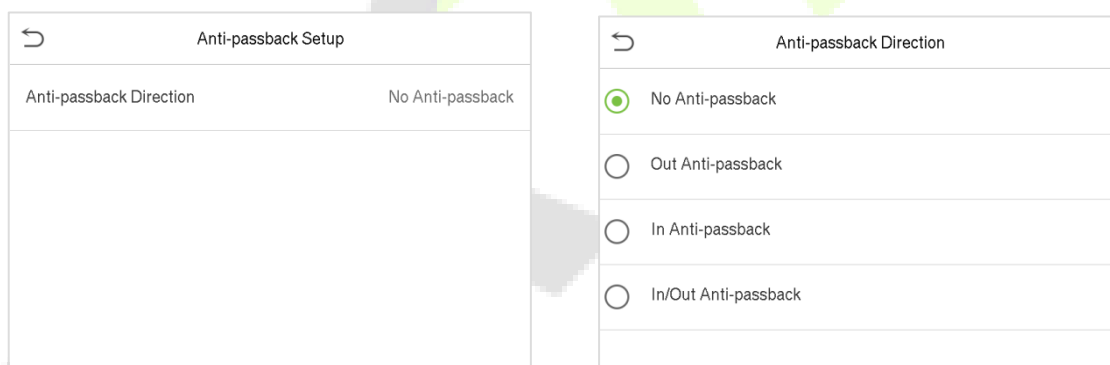 Anti-passback Setup
Anti-passback Direction No Anti-passback
Anti-passback Direction
No Anti-passback
Out Anti-passback
In Anti-passback
In/Out Anti-passback